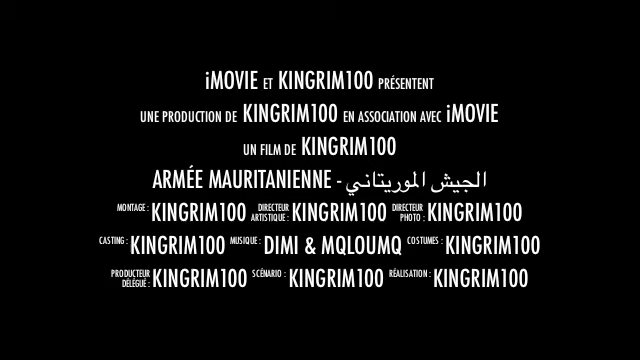 iMOVIE ET KINGRIM100 PRÉSENTENT
UNE PRODUCTION DE KINGRIM100 EN ASSOCIATION AVEC iMOVIE
UN FILM DE KINGRIM100
ARMÉE MAURITANIENNE - الجيش الموريتاني
MONTAGE : KINGRIM100 DIRECTEUR ARTISTIQUE : KINGRIM100 DIRECTEUR PHOTO : KINGRIM100
CASTING : KINGRIM100 MUSIQUE : DIMI & MQLOUMQ COSTUMES : KINGRIM100
PRODUCTEUR DÉLÉGUÉ : KINGRIM100 SCÉNARIO : KINGRIM100 RÉALISATION : KINGRIM100